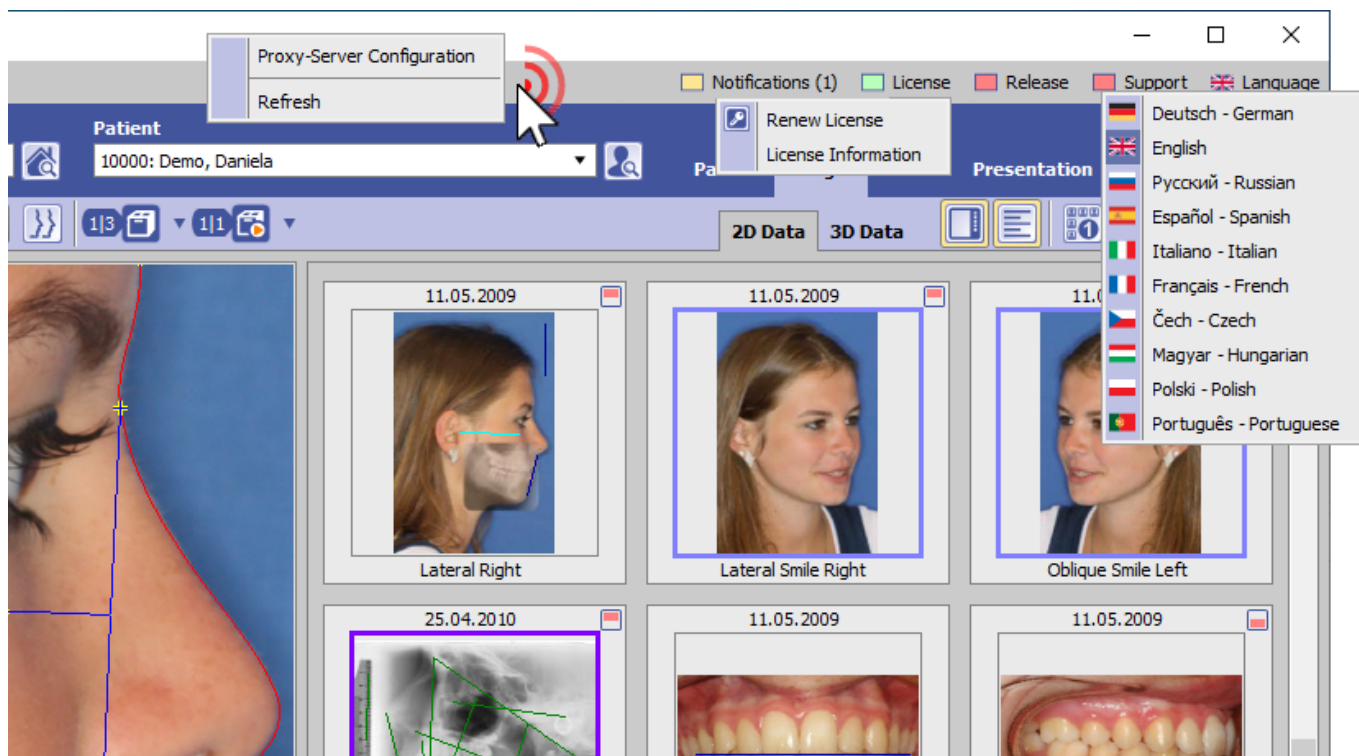 Proxy-Server Configuration
Refresh
Notifications (1) License Release Support Language
Renew License
License Information
Deutsch - German
English
Русский - Russian
Español - Spanish
Italiano - Italian
Français - French
Čech - Czech
Magyar - Hungarian
Polski - Polish
Português - Portuguese
Patient
10000: Demo, Daniela
Presentation
1|3 1|1
2D Data 3D Data
1
11.05.2009 11.05.2009
Lateral Right Lateral Smile Right Oblique Smile Left
25.04.2010 11.05.2009 11.05.2009